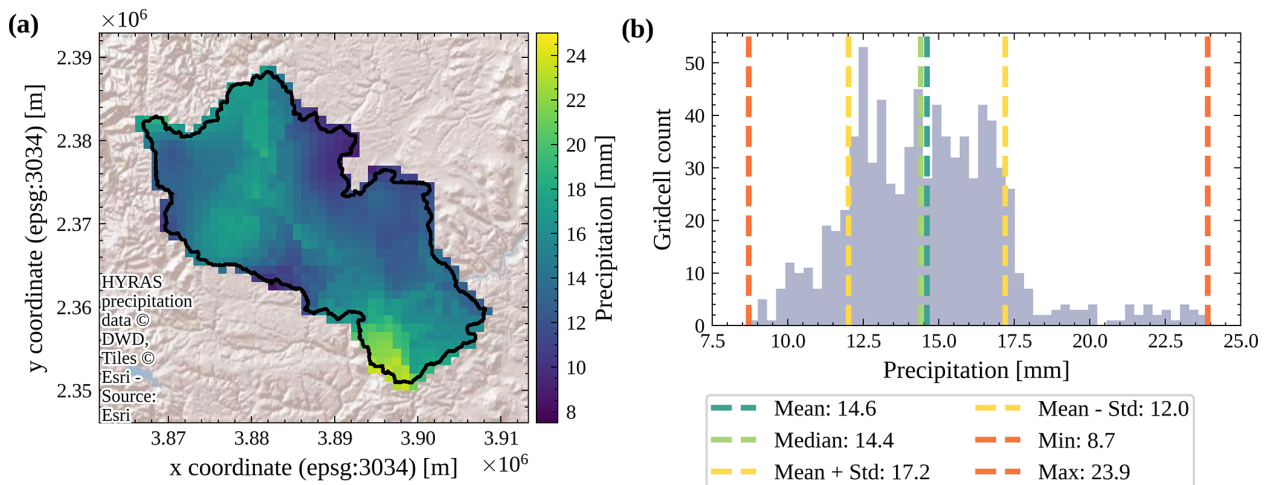 (a)
×10⁶
2.39
2.38
2.37
2.36
2.35
y coordinate (epsg:3034) [m]
3.87 3.88 3.89 3.90 3.91
x coordinate (epsg:3034) [m] ×10⁶
HYRAS
precipitation
data ©
DWD,
Tiles ©
Esri -
Source:
Esri
24
22
20
18
16
14
12
10
8
Precipitation [mm]
(b)
50
40
30
20
10
0
Gridcell count
7.5 10.0 12.5 15.0 17.5 20.0 22.5 25.0
Precipitation [mm]
Mean: 14.6
Median: 14.4
Mean + Std: 17.2
Mean - Std: 12.0
Min: 8.7
Max: 23.9